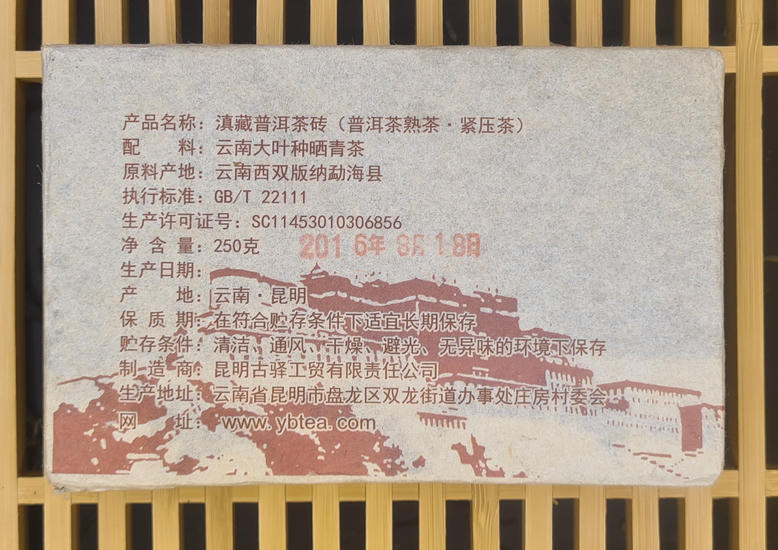 产品名称：滇藏普洱茶砖（普洱茶熟茶·紧压茶）
配　　料：云南大叶种晒青茶
原料产地：云南西双版纳勐海县
执行标准：GB/T 22111
生产许可证号：SC11453010306856
净 含 量：250克
2016年8月18日
生产日期：
产　　地：云南·昆明
保 质 期：在符合贮存条件下适宜长期保存
贮存条件：清洁、通风、干燥、避光、无异味的环境下保存
制 造 商：昆明古驿工贸有限责任公司
生产地址：云南省昆明市盘龙区双龙街道办事处庄房村委会
网　　址：www.ybtea.com